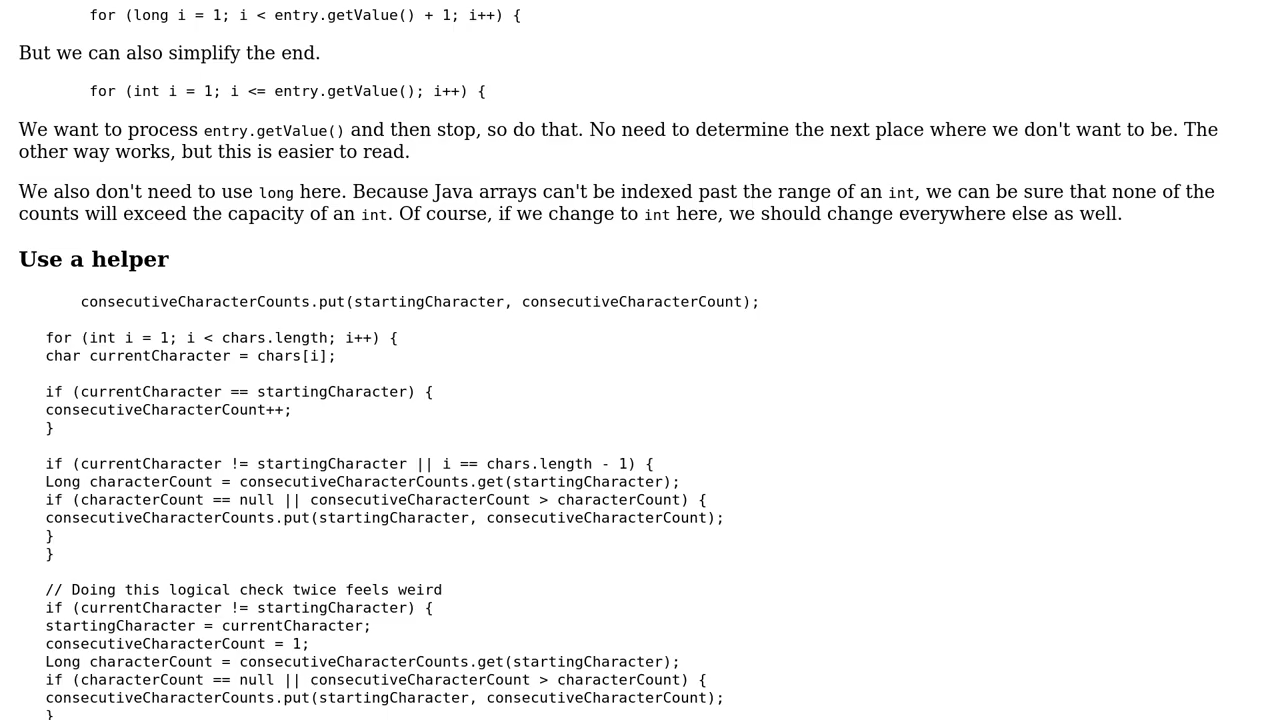 for (long i = 1; i < entry.getValue() + 1; i++) {
But we can also simplify the end.
for (int i = 1; i <= entry.getValue(); i++) {
We want to process entry.getValue() and then stop, so do that. No need to determine the next place where we don't want to be. The
other way works, but this is easier to read.
We also don't need to use long here. Because Java arrays can't be indexed past the range of an int, we can be sure that none of the
counts will exceed the capacity of an int. Of course, if we change to int here, we should change everywhere else as well.
Use a helper
consecutiveCharacterCounts.put(startingCharacter, consecutiveCharacterCount);
for (int i = 1; i < chars.length; i++) {
char currentCharacter = chars[i];
if (currentCharacter == startingCharacter) {
consecutiveCharacterCount++;
}
if (currentCharacter != startingCharacter || i == chars.length - 1) {
Long characterCount = consecutiveCharacterCounts.get(startingCharacter);
if (characterCount == null || consecutiveCharacterCount > characterCount) {
consecutiveCharacterCounts.put(startingCharacter, consecutiveCharacterCount);
}
}
// Doing this logical check twice feels weird
if (currentCharacter != startingCharacter) {
startingCharacter = currentCharacter;
consecutiveCharacterCount = 1;
Long characterCount = consecutiveCharacterCounts.get(startingCharacter);
if (characterCount == null || consecutiveCharacterCount > characterCount) {
consecutiveCharacterCounts.put(startingCharacter, consecutiveCharacterCount);
}